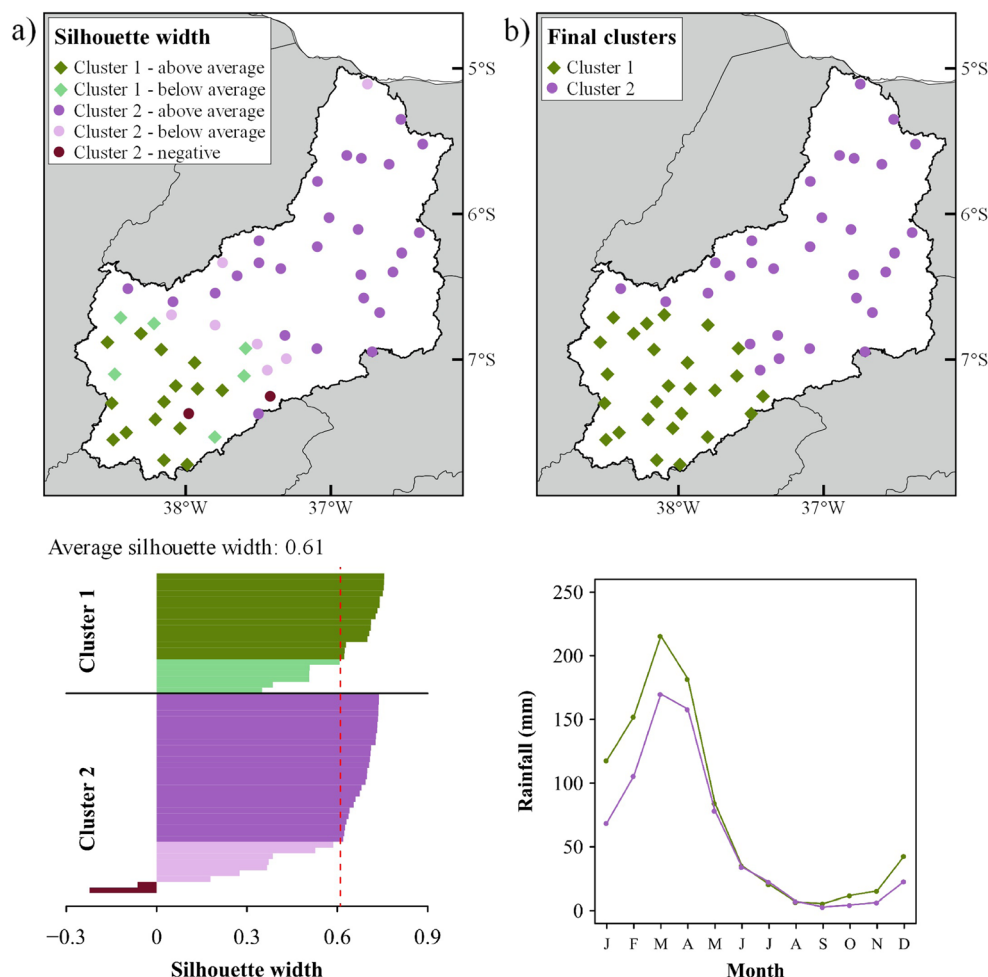 a)
Silhouette width
Cluster 1 - above average
Cluster 1 - below average
Cluster 2 - above average
Cluster 2 - below average
Cluster 2 - negative
5°S
6°S
7°S
38°W
37°W
b)
Final clusters
Cluster 1
Cluster 2
5°S
6°S
7°S
38°W
37°W
Average silhouette width: 0.61
Cluster 1
Cluster 2
−0.3
0
0.3
0.6
0.9
Silhouette width
Rainfall (mm)
250
200
150
100
50
0
J F M A M J J A S O N D
Month